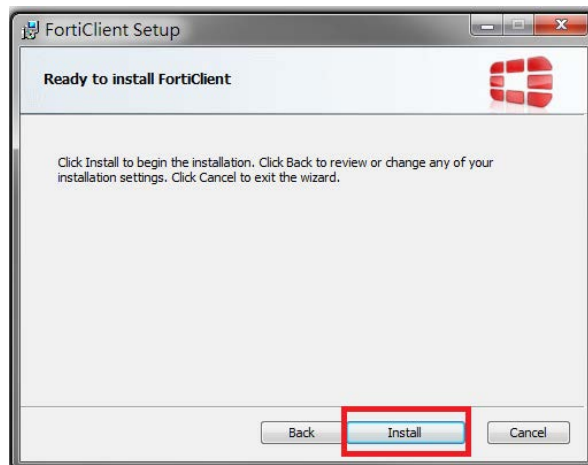 FortiClient Setup
Ready to install FortiClient
Click Install to begin the installation. Click Back to review or change any of your
installation settings. Click Cancel to exit the wizard.
Back Install Cancel